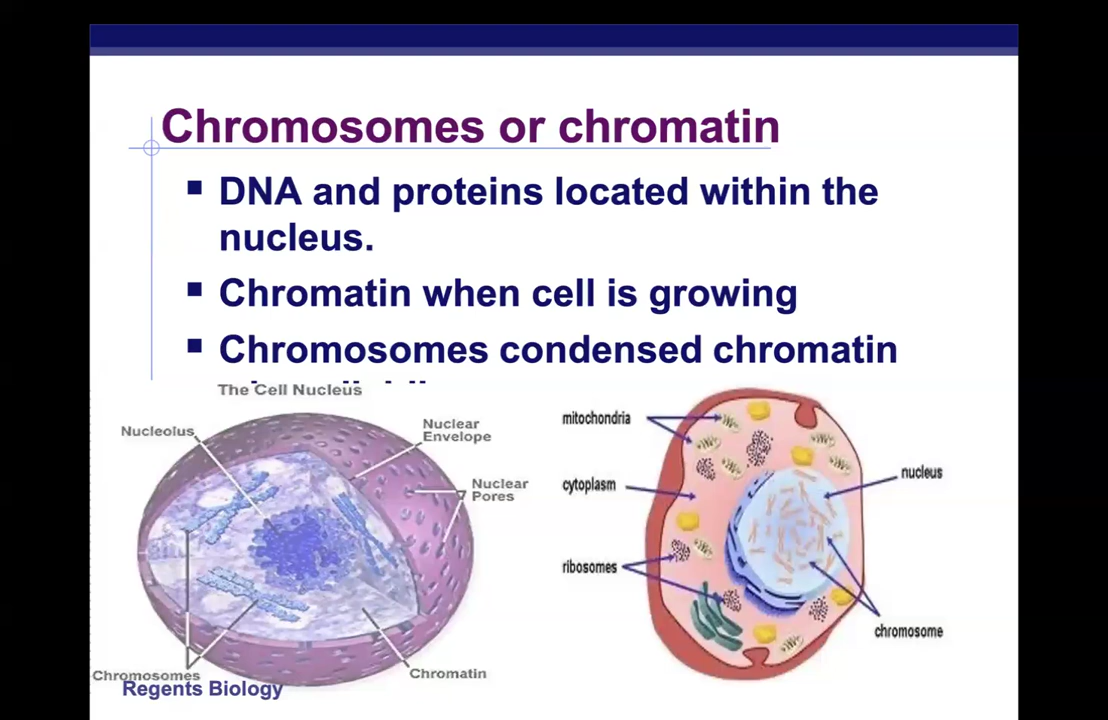 Chromosomes or chromatin
▪ DNA and proteins located within the
nucleus.
▪ Chromatin when cell is growing
▪ Chromosomes condensed chromatin
The Cell Nucleus
Nucleolus
Nuclear
Envelope
Nuclear
Pores
Chromosomes
Chromatin
mitochondria
cytoplasm
ribosomes
nucleus
chromosome
Regents Biology